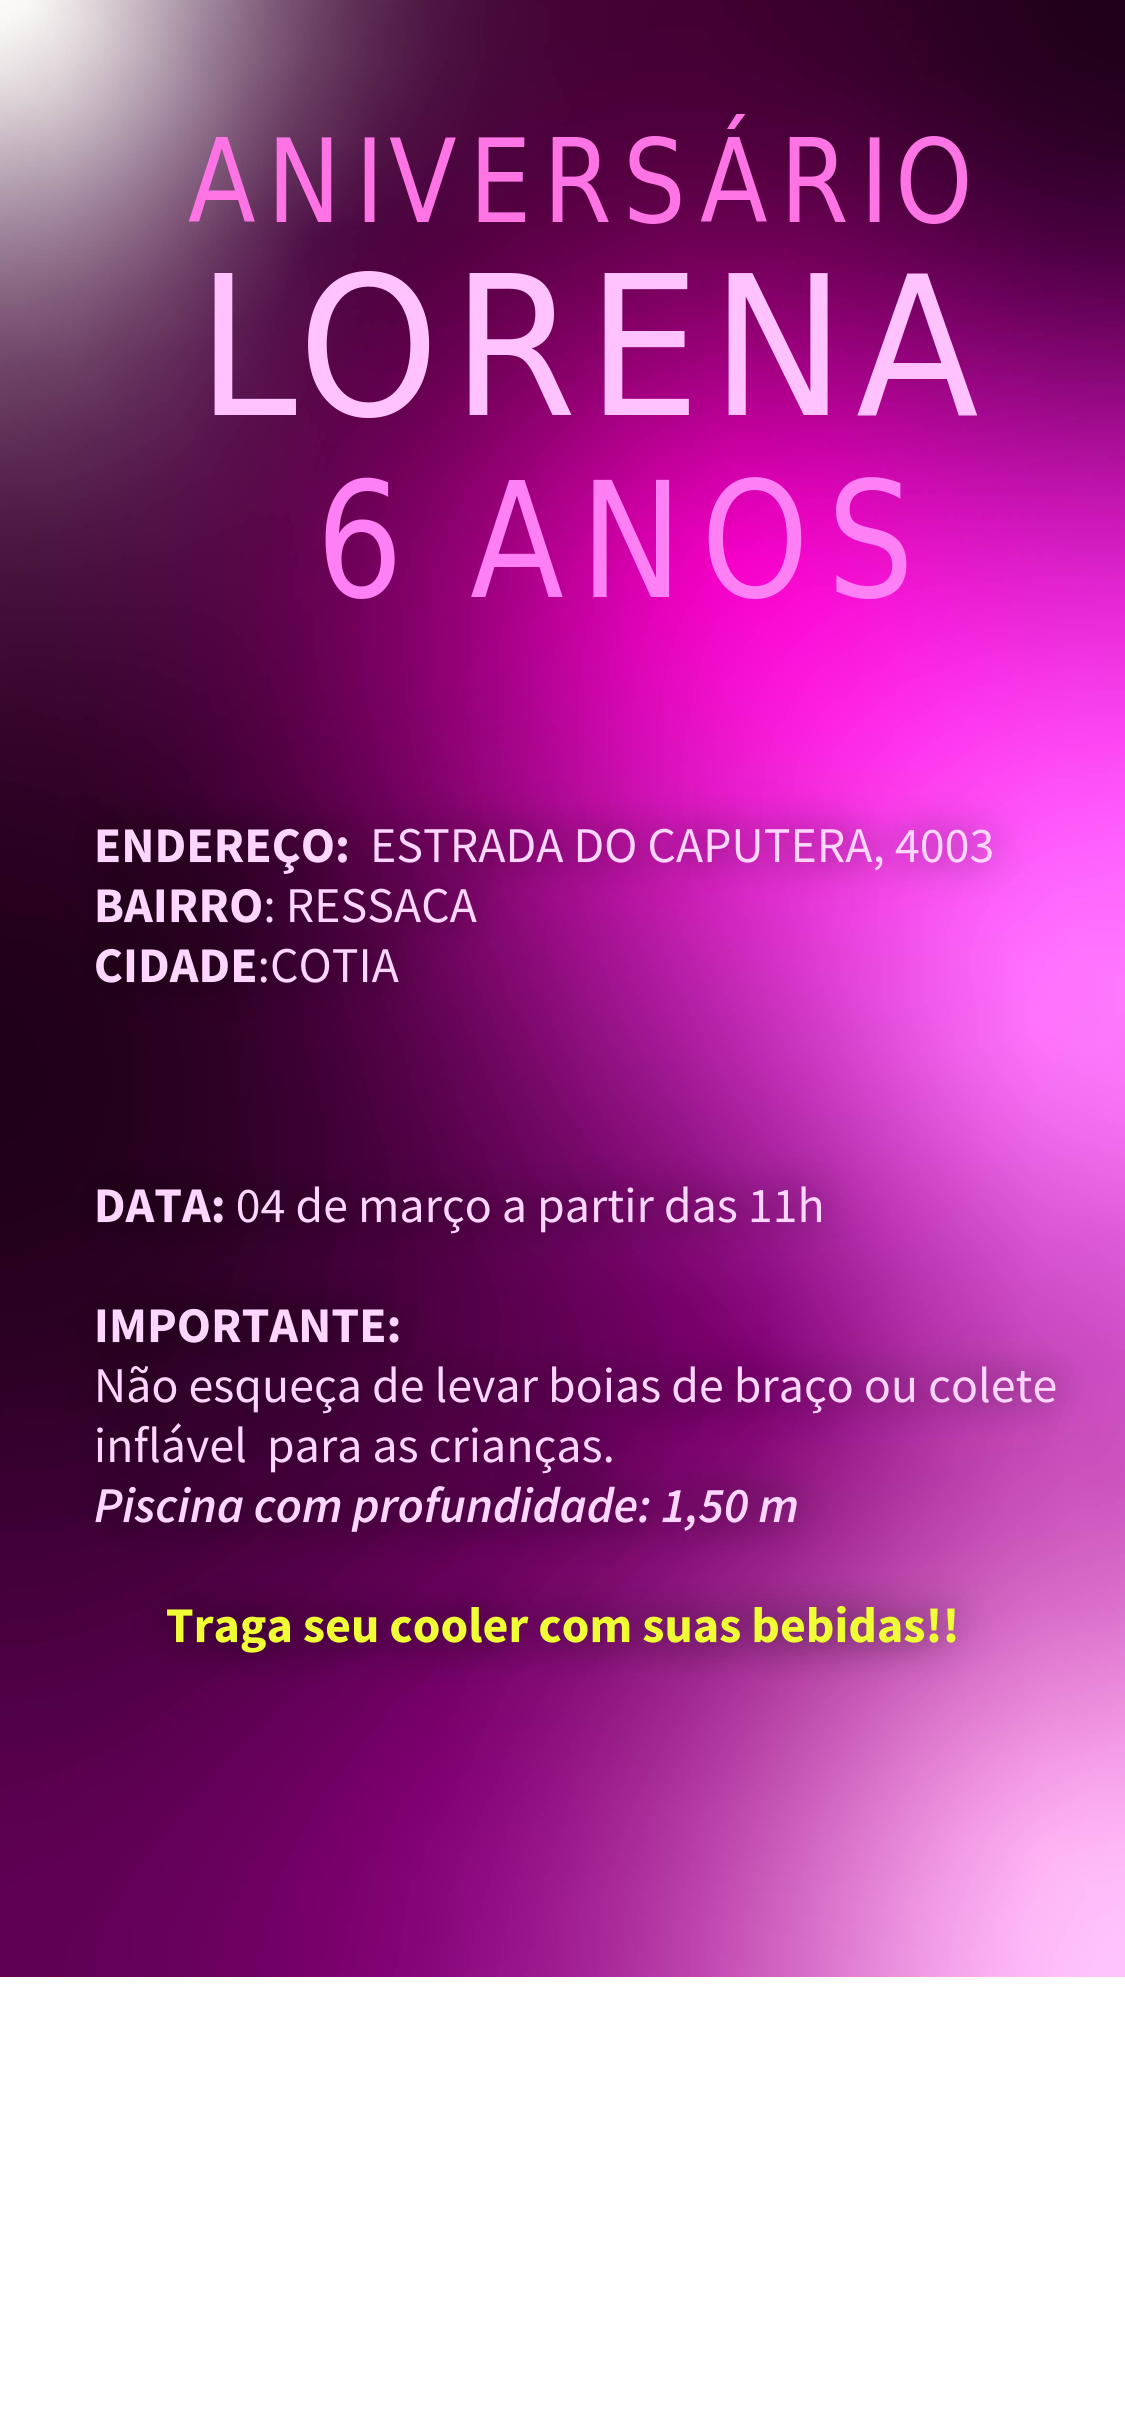 ANIVERSÁRIO
LORENA
6 ANOS
ENDEREÇO: ESTRADA DO CAPUTERA, 4003
BAIRRO: RESSACA
CIDADE:COTIA
DATA: 04 de março a partir das 11h
IMPORTANTE:
Não esqueça de levar boias de braço ou colete
inflável para as crianças.
Piscina com profundidade: 1,50 m
Traga seu cooler com suas bebidas!!